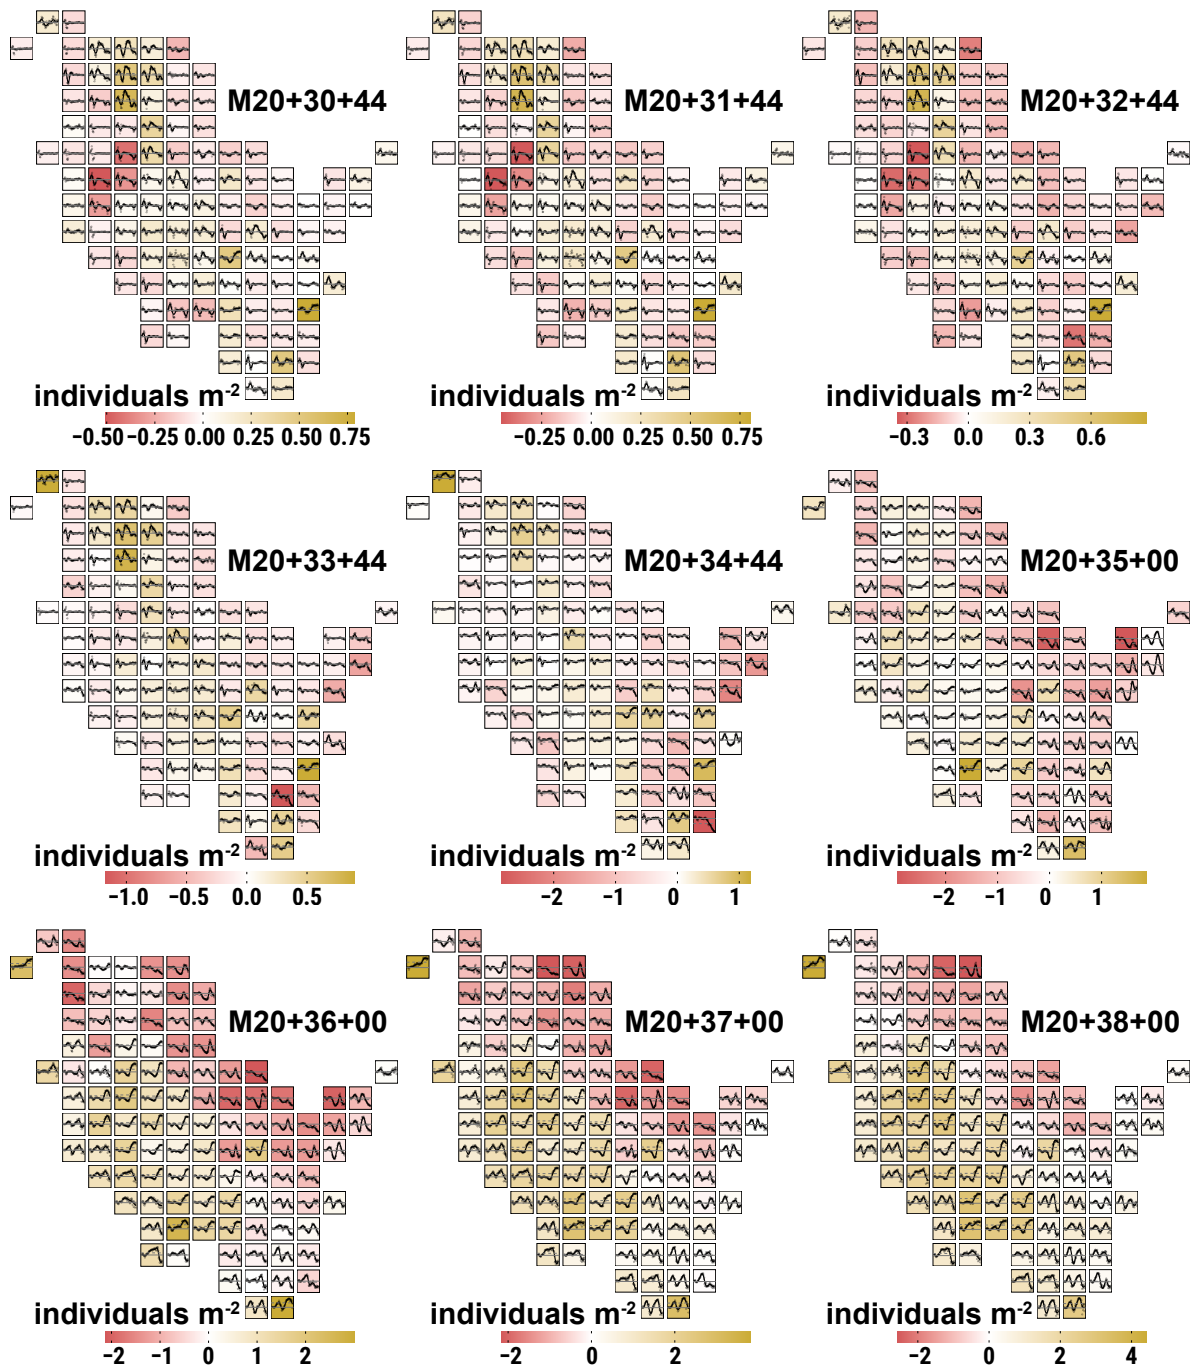 M20+30+44 M20+31+44 M20+32+44
individuals m⁻² individuals m⁻² individuals m⁻²
−0.50 −0.25 0.00 0.25 0.50 0.75 −0.25 0.00 0.25 0.50 0.75 −0.3 0.0 0.3 0.6
M20+33+44 M20+34+44 M20+35+00
individuals m⁻² individuals m⁻² individuals m⁻²
−1.0 −0.5 0.0 0.5 −2 −1 0 1 −2 −1 0 1
M20+36+00 M20+37+00 M20+38+00
individuals m⁻² individuals m⁻² individuals m⁻²
−2 −1 0 1 2 −2 0 2 −2 0 2 4